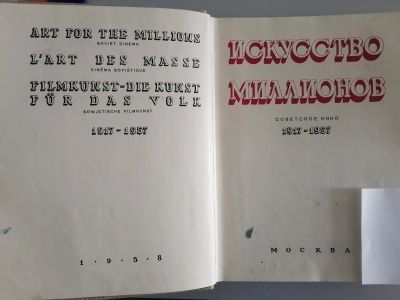 ART FOR THE MILLIONS
SOVIET CINEMA
L'ART DES MASSE
CINÉMA SOVIÉTIQUE
FILMKUNST-DIE KUNST
FÜR DAS VOLK
SOWJETISCHE FILMKUNST
1917-1957
1·9·5·8
ИСКУССТВО
МИЛЛИОНОВ
СОВЕТСКОЕ КИНО
1917-1957
МОСКВА